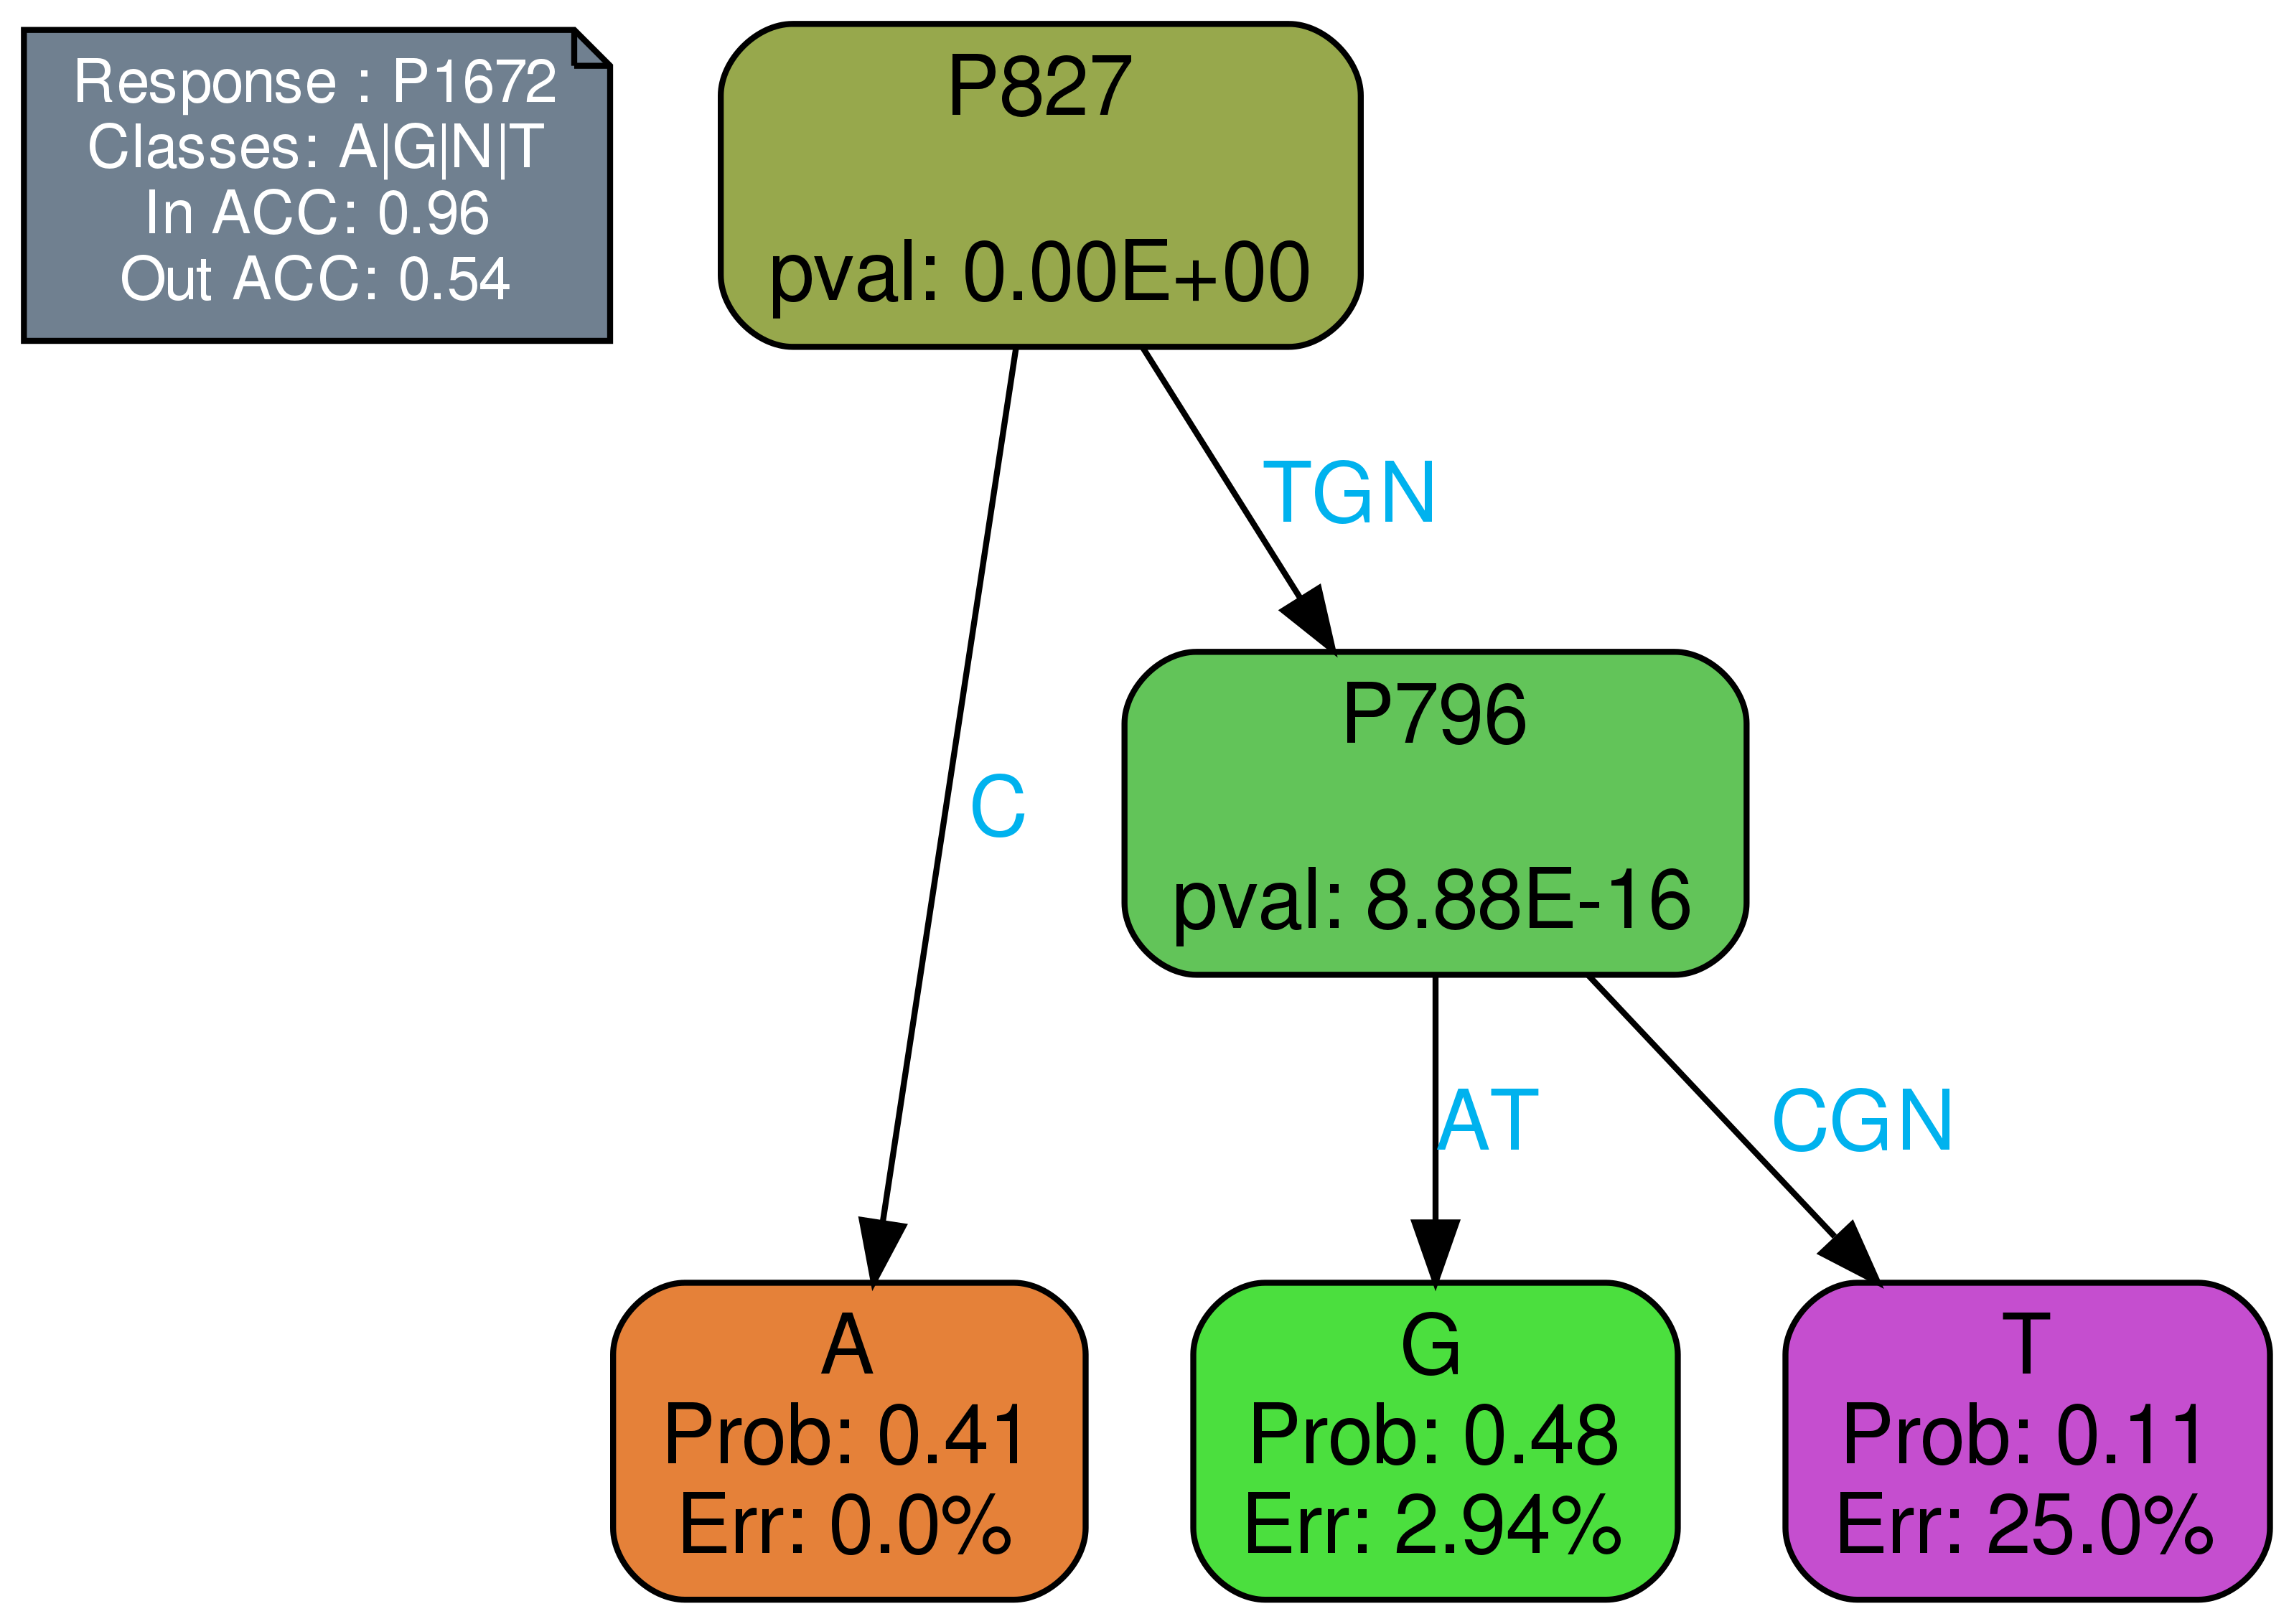 Response : P1672
Classes: A|G|N|T
In ACC: 0.96
Out ACC: 0.54
P827
pval: 0.00E+00
TGN
P796
pval: 8.88E-16
C
AT
CGN
A
Prob: 0.41
Err: 0.0%
G
Prob: 0.48
Err: 2.94%
T
Prob: 0.11
Err: 25.0%